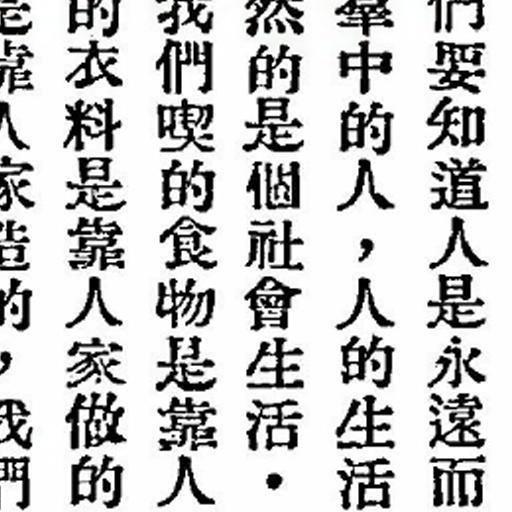 們要知道人是永遠而
羣中的人，人的生活
然的是個社會生活·
我們喫的食物是靠人
的衣料是靠人家做的
是靠人家造的，我們